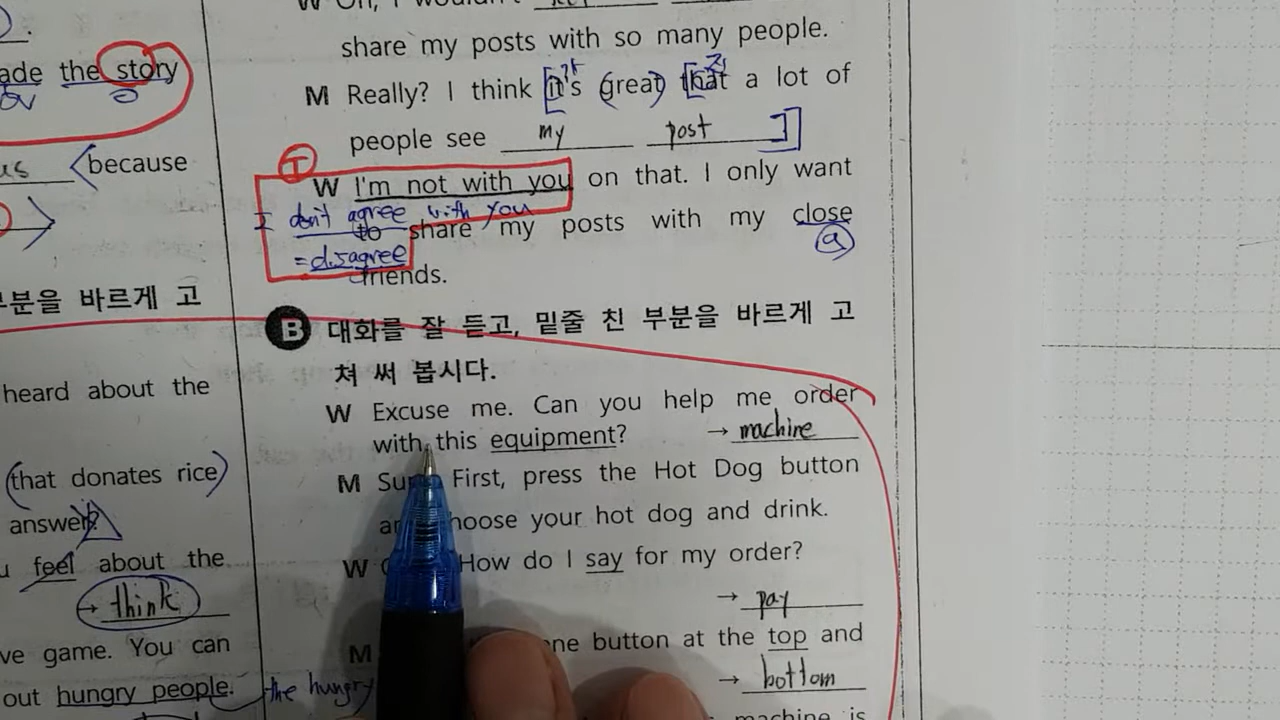 share my posts with so many people.
M Really? I think it's great that a lot of
people see my post
T
W I'm not with you on that. I only want
I don't agree with you
to share my posts with my close
a
= disagree
friends.
B 대화를 잘 듣고, 밑줄 친 부분을 바르게 고
쳐 써 봅시다.
W Excuse me. Can you help me order
with this equipment? → machine
M First, press the Hot Dog button
choose your hot dog and drink.
W How do I say for my order?
→ pay
M button at the top and
→ bottom
machine is
the story
because
부분을 바르게 고
heard about the
(that donates rice)
answer?
feel about the
→ think
game. You can
out hungry people. the hungry